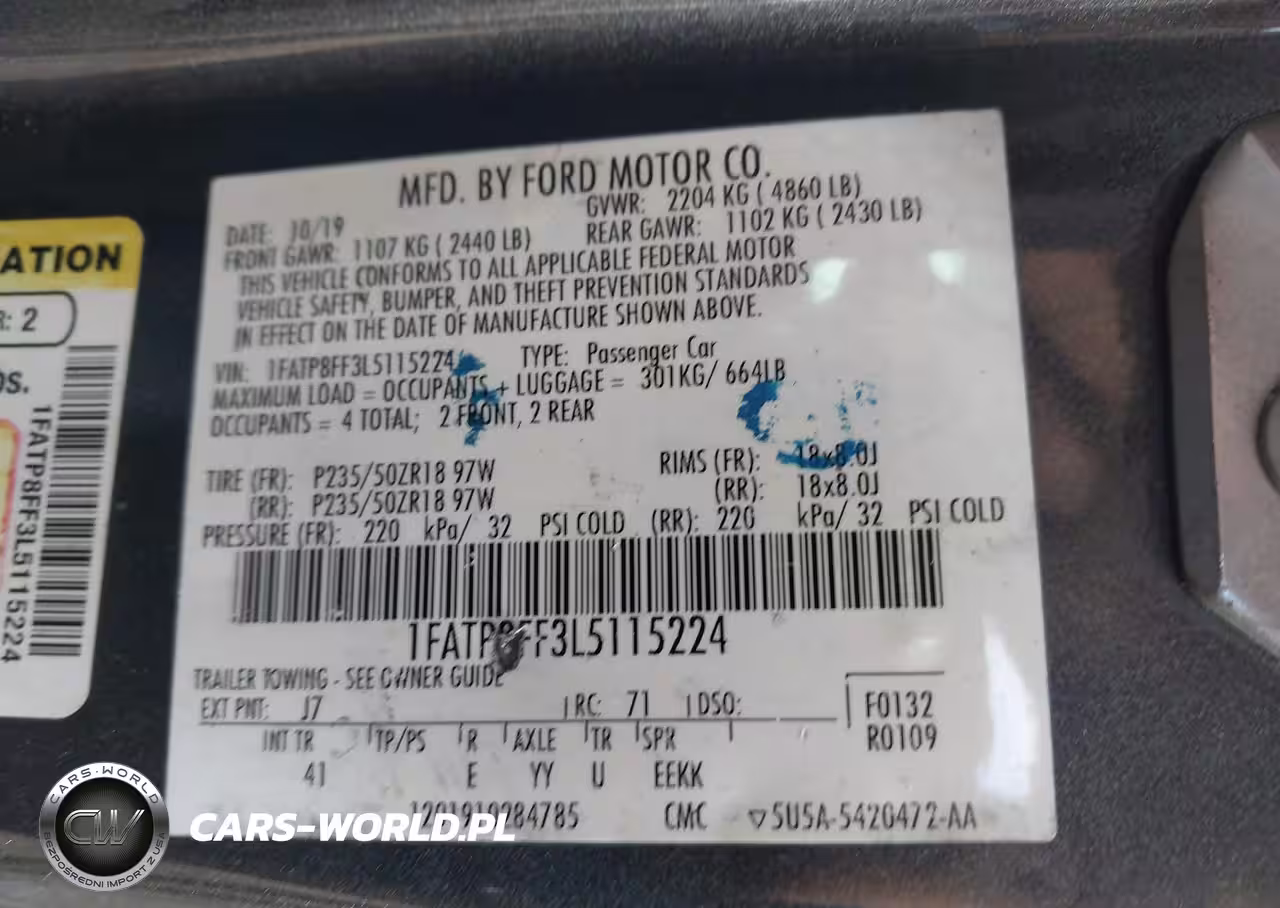 MFD. BY FORD MOTOR CO.
DATE: 10/19
GVWR: 2204 KG ( 4860 LB)
FRONT GAWR: 1107 KG ( 2440 LB)
REAR GAWR: 1102 KG ( 2430 LB)
THIS VEHICLE CONFORMS TO ALL APPLICABLE FEDERAL MOTOR
VEHICLE SAFETY, BUMPER, AND THEFT PREVENTION STANDARDS
IN EFFECT ON THE DATE OF MANUFACTURE SHOWN ABOVE.
VIN: 1FATP8FF3L5115224 TYPE: Passenger Car
MAXIMUM LOAD = OCCUPANTS + LUGGAGE = 301KG/ 664LB
OCCUPANTS = 4 TOTAL; 2 FRONT, 2 REAR
TIRE (FR): P235/50ZR18 97W RIMS (FR): 18x8.0J
(RR): P235/50ZR18 97W (RR): 18x8.0J
PRESSURE (FR): 220 kPa/ 32 PSI COLD (RR): 220 kPa/ 32 PSI COLD
1FATP8FF3L5115224
TRAILER TOWING - SEE OWNER GUIDE
EXT PNT: J7 RC: 71 DSO: F0132
INT TR TP/PS R AXLE TR SPR R0109
41 E YY U EEKK
1201910284785 CMC 5U5A-5420472-AA
ATION
R: 2
1FATP8FF3L5115224
CARS-WORLD
CW
BEZPOŚREDNI IMPORT Z USA
CARS-WORLD.PL